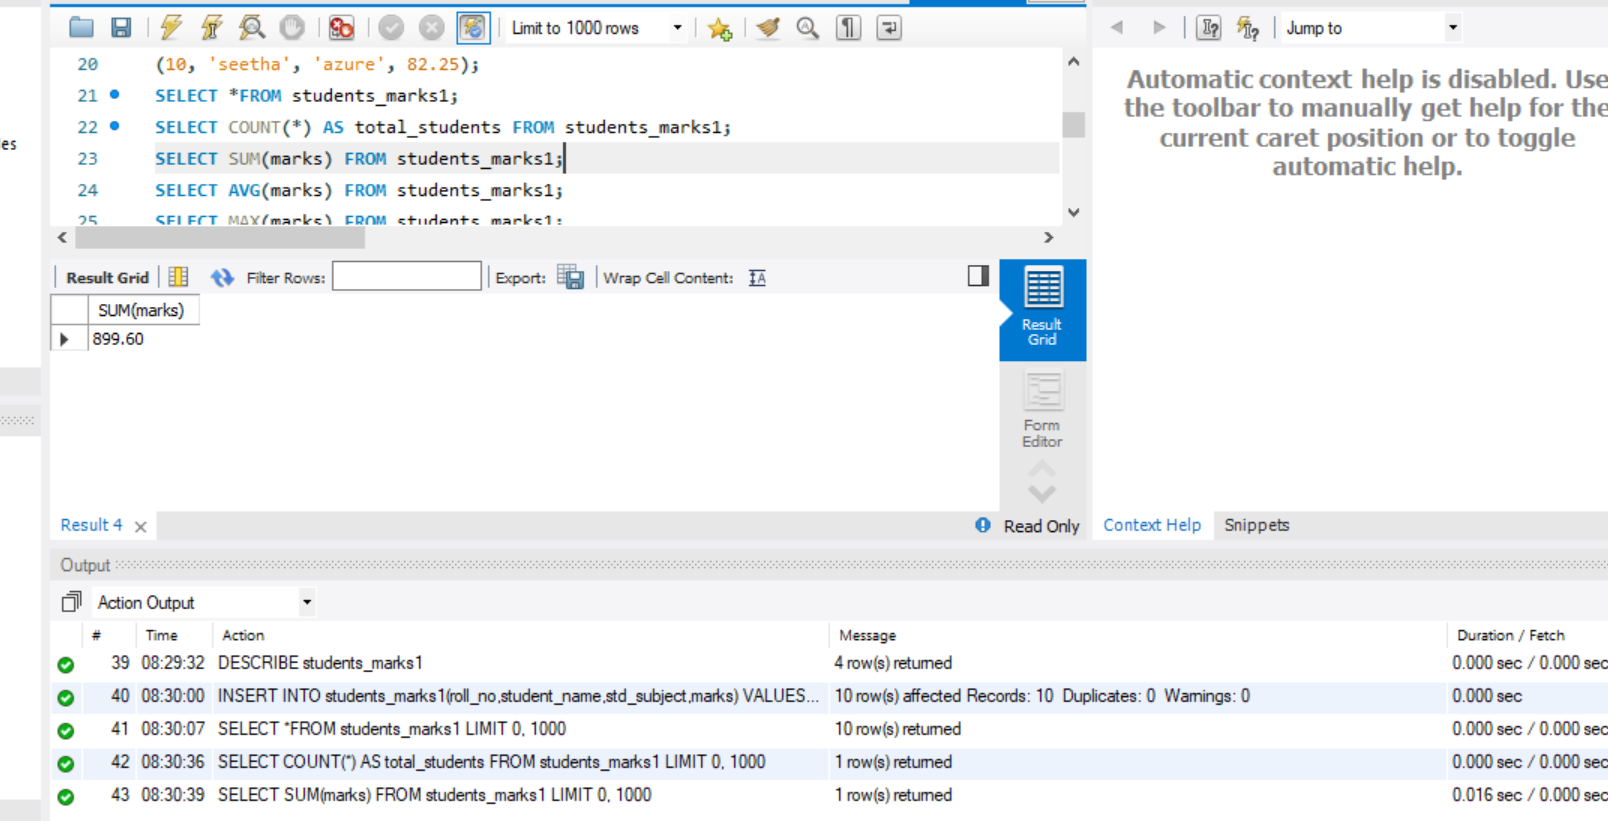 Limit to 1000 rows
Jump to
20 (10, 'seetha', 'azure', 82.25);
21 SELECT *FROM students_marks1;
22 SELECT COUNT(*) AS total_students FROM students_marks1;
23 SELECT SUM(marks) FROM students_marks1;
24 SELECT AVG(marks) FROM students_marks1;
25 SELECT MAX(marks) FROM students_marks1;
es
Automatic context help is disabled. Use
the toolbar to manually get help for the
current caret position or to toggle
automatic help.
Result Grid Filter Rows: Export: Wrap Cell Content:
SUM(marks)
899.60
Result
Grid
Form
Editor
Result 4
Read Only
Context Help Snippets
Output
Action Output
# Time Action Message Duration / Fetch
39 08:29:32 DESCRIBE students_marks1 4 row(s) returned 0.000 sec / 0.000 sec
40 08:30:00 INSERT INTO students_marks1(roll_no,student_name,std_subject,marks) VALUES... 10 row(s) affected Records: 10 Duplicates: 0 Warnings: 0 0.000 sec
41 08:30:07 SELECT *FROM students_marks1 LIMIT 0, 1000 10 row(s) returned 0.000 sec / 0.000 sec
42 08:30:36 SELECT COUNT(*) AS total_students FROM students_marks1 LIMIT 0, 1000 1 row(s) returned 0.000 sec / 0.000 sec
43 08:30:39 SELECT SUM(marks) FROM students_marks1 LIMIT 0, 1000 1 row(s) returned 0.016 sec / 0.000 sec